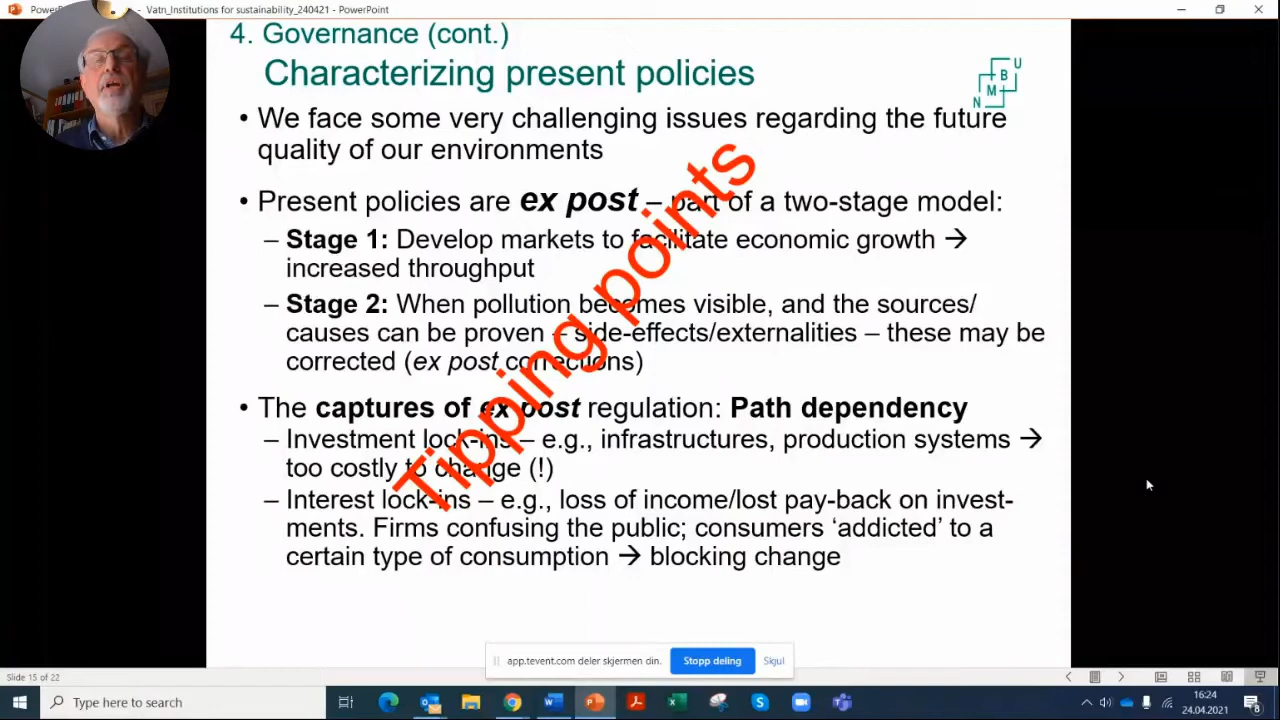 PowerP
Vatn_Institutions for sustainability_240421 - PowerPoint
4. Governance (cont.)
Characterizing present policies
N M B U
• We face some very challenging issues regarding the future
quality of our environments
• Present policies are ex post – part of a two-stage model:
– Stage 1: Develop markets to facilitate economic growth →
increased throughput
– Stage 2: When pollution becomes visible, and the sources/
causes can be proven – side-effects/externalities – these may be
corrected (ex post corrections)
• The captures of ex post regulation: Path dependency
– Investment lock-ins – e.g., infrastructures, production systems →
too costly to change (!)
– Interest lock-ins – e.g., loss of income/lost pay-back on invest-
ments. Firms confusing the public; consumers ‘addicted’ to a
certain type of consumption → blocking change
Tipping points
app.tevent.com deler skjermen din. Stopp deling Skjul
Slide 15 of 22
Type here to search
16:24
24.04.2021
8